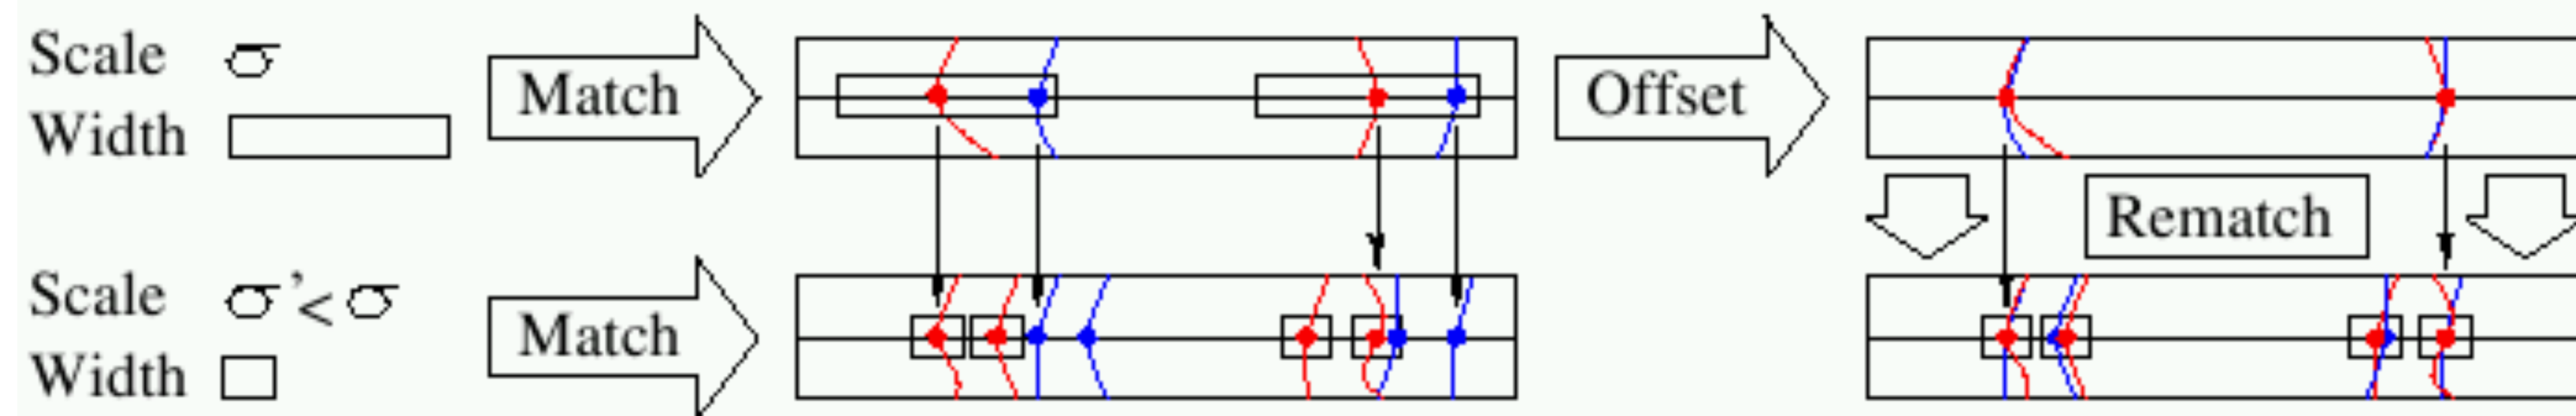 Scale σ
Width
Match
Offset
Rematch
Scale σ'< σ
Width
Match